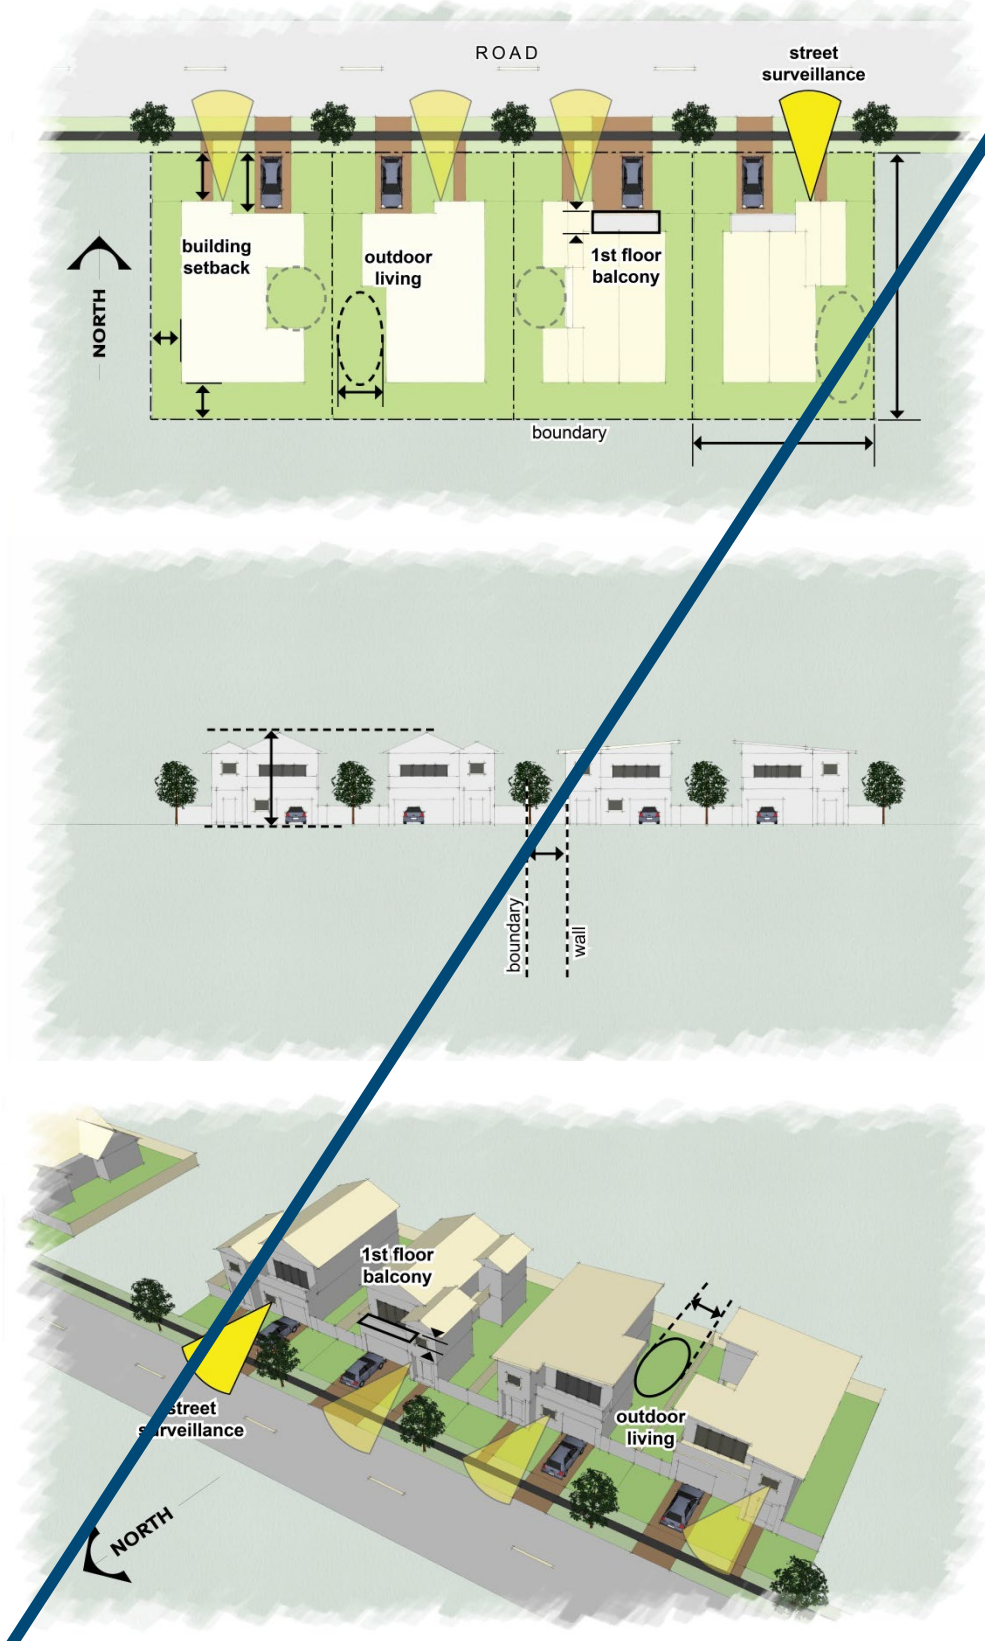 ROAD
street
surveillance
building
setback
outdoor
living
1st floor
balcony
NORTH
boundary
boundary
wall
1st floor
balcony
street
surveillance
outdoor
living
NORTH